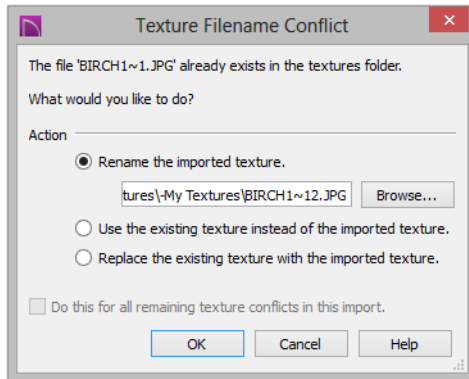 Texture Filename Conflict
The file 'BIRCH1~1.JPG' already exists in the textures folder.
What would you like to do?
Action
Rename the imported texture.
tures\-My Textures\BIRCH1~12.JPG Browse...
Use the existing texture instead of the imported texture.
Replace the existing texture with the imported texture.
Do this for all remaining texture conflicts in this import.
OK Cancel Help